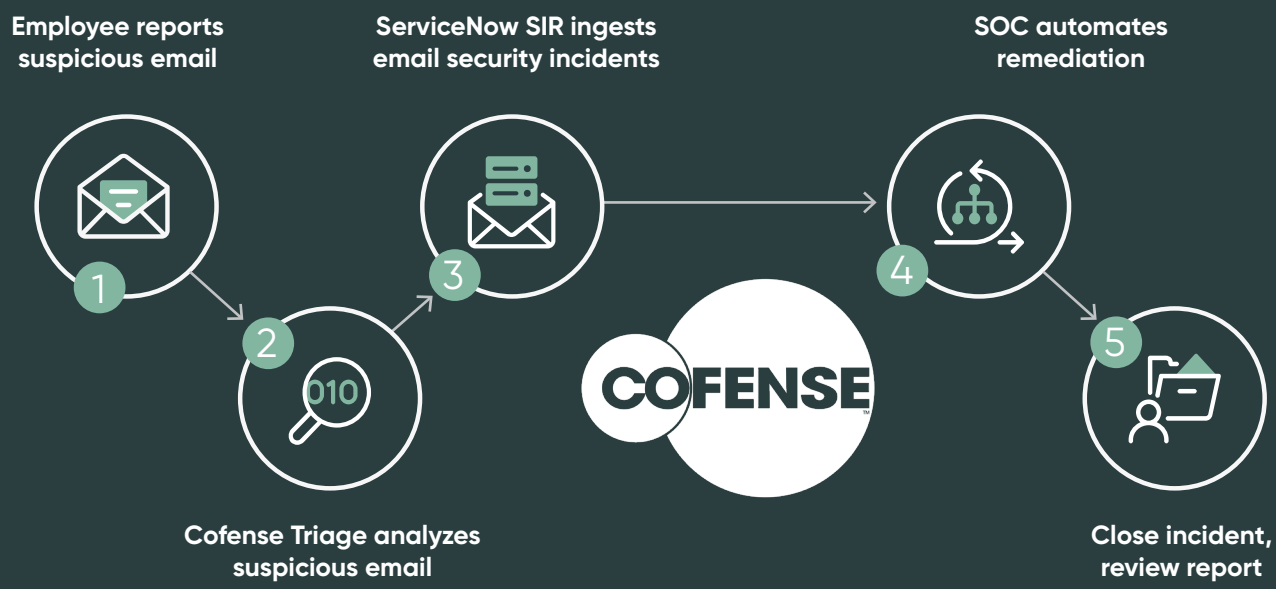 Employee reports
suspicious email
ServiceNow SIR ingests
email security incidents
SOC automates
remediation
1
2
010
3
4
5
COFENSE™
Cofense Triage analyzes
suspicious email
Close incident,
review report